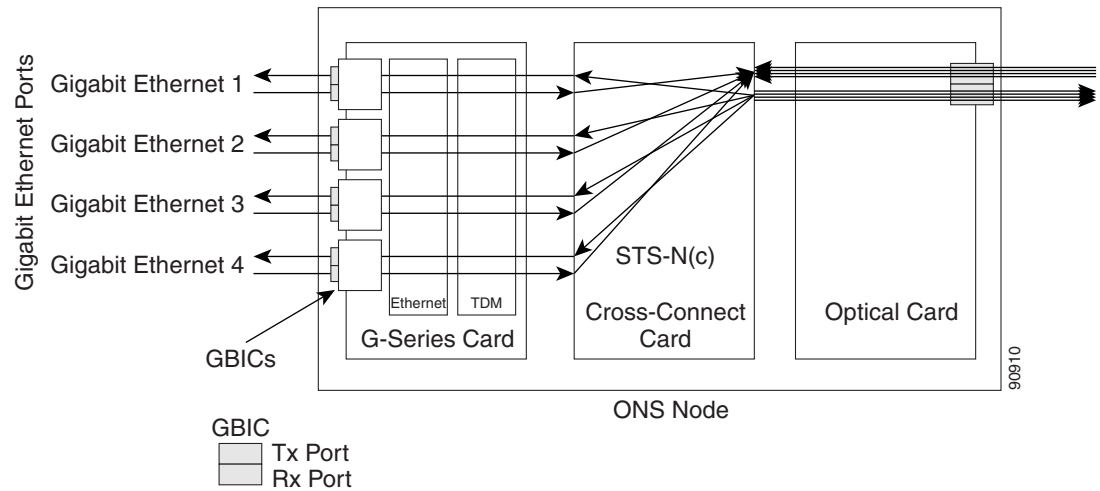 Gigabit Ethernet Ports
Gigabit Ethernet 1
Gigabit Ethernet 2
Gigabit Ethernet 3
Gigabit Ethernet 4
GBICs
Ethernet
TDM
G-Series Card
STS-N(c)
Cross-Connect
Card
Optical Card
ONS Node
90910
GBIC
Tx Port
Rx Port